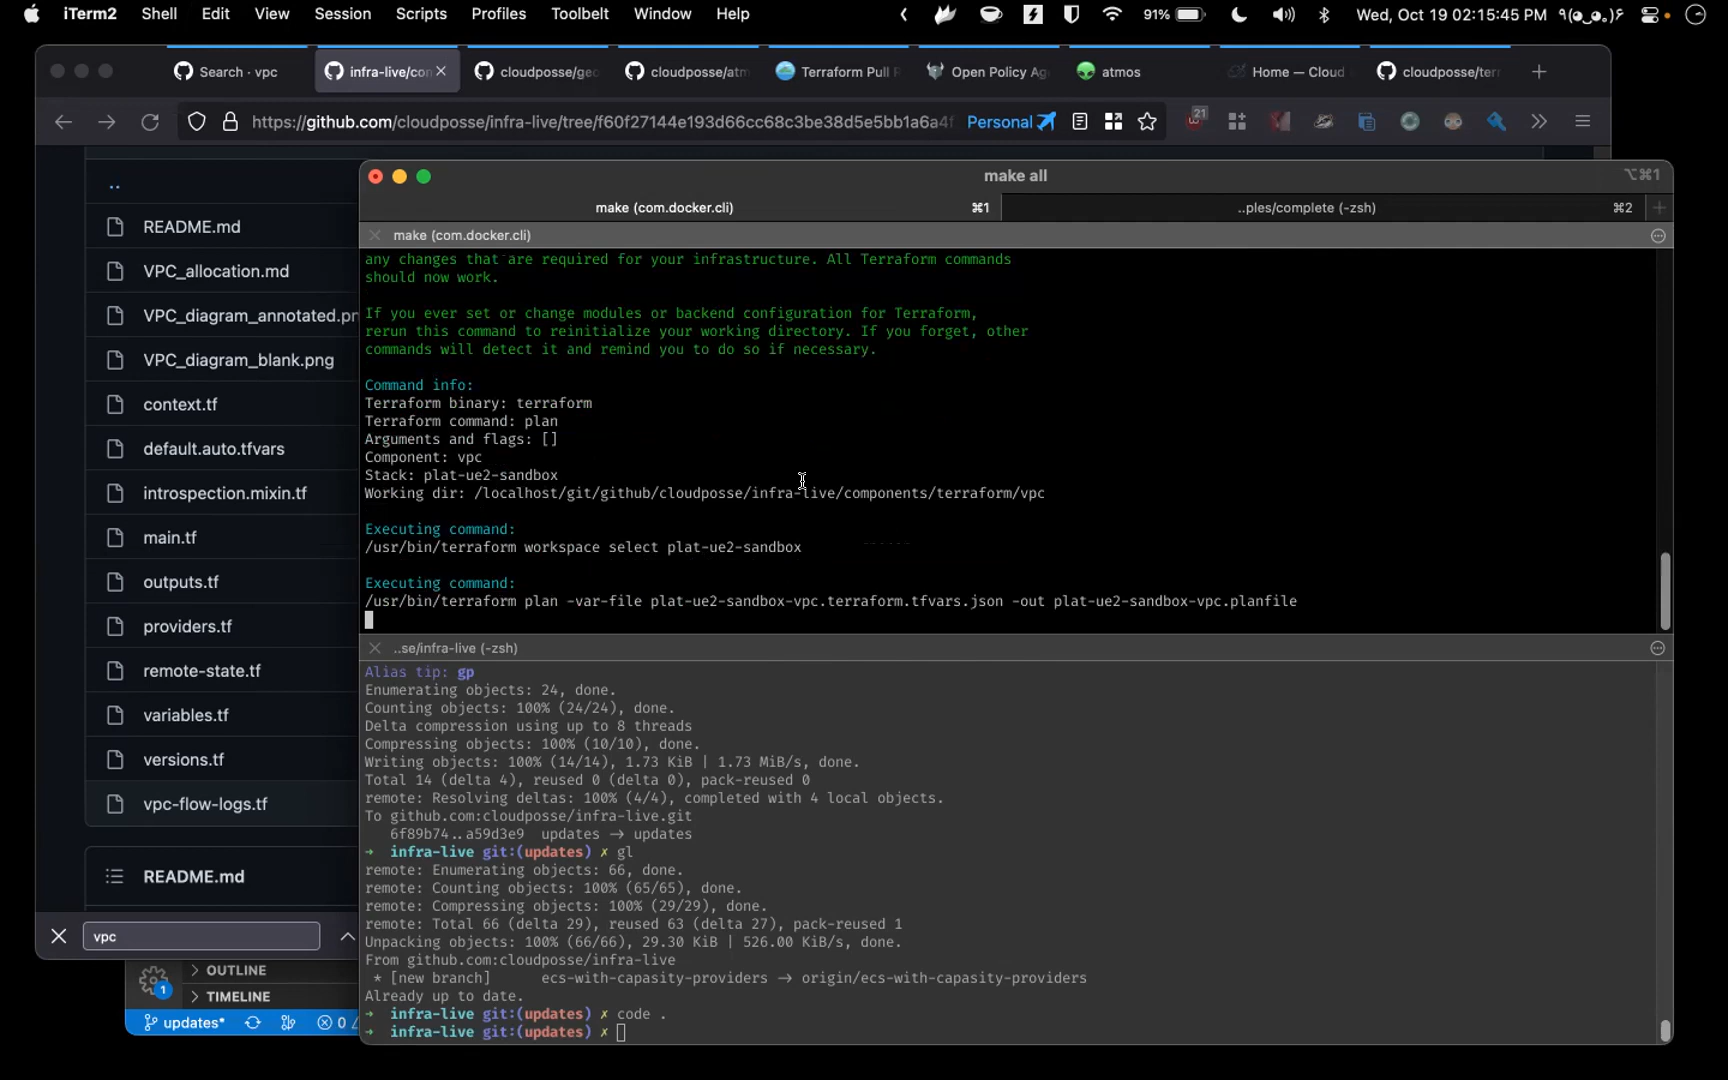 iTerm2 Shell Edit View Session Scripts Profiles Toolbelt Window Help 91% Wed, Oct 19 02:15:45 PM
Search · vpc infra-live/con cloudposse/geo cloudposse/atm Terraform Pull R Open Policy Ag atmos Home — Cloud cloudposse/terr
https://github.com/cloudposse/infra-live/tree/f60f27144e193d66cc68c3be38d5e5bb1a6a4f Personal 21
..
README.md
VPC_allocation.md
VPC_diagram_annotated.pn
VPC_diagram_blank.png
context.tf
default.auto.tfvars
introspection.mixin.tf
main.tf
outputs.tf
providers.tf
remote-state.tf
variables.tf
versions.tf
vpc-flow-logs.tf
README.md
vpc
OUTLINE
TIMELINE
1
updates* 0
make all ⌥⌘1
make (com.docker.cli) ⌘1 ..ples/complete (-zsh) ⌘2
make (com.docker.cli)
any changes that are required for your infrastructure. All Terraform commands
should now work.
If you ever set or change modules or backend configuration for Terraform,
rerun this command to reinitialize your working directory. If you forget, other
commands will detect it and remind you to do so if necessary.
Command info:
Terraform binary: terraform
Terraform command: plan
Arguments and flags: []
Component: vpc
Stack: plat-ue2-sandbox
Working dir: /localhost/git/github/cloudposse/infra-live/components/terraform/vpc
Executing command:
/usr/bin/terraform workspace select plat-ue2-sandbox
Executing command:
/usr/bin/terraform plan -var-file plat-ue2-sandbox-vpc.terraform.tfvars.json -out plat-ue2-sandbox-vpc.planfile
..se/infra-live (-zsh)
Alias tip: gp
Enumerating objects: 24, done.
Counting objects: 100% (24/24), done.
Delta compression using up to 8 threads
Compressing objects: 100% (10/10), done.
Writing objects: 100% (14/14), 1.73 KiB | 1.73 MiB/s, done.
Total 14 (delta 4), reused 0 (delta 0), pack-reused 0
remote: Resolving deltas: 100% (4/4), completed with 4 local objects.
To github.com:cloudposse/infra-live.git
6f89b74..a59d3e9 updates → updates
→ infra-live git:(updates) ✗ gl
remote: Enumerating objects: 66, done.
remote: Counting objects: 100% (65/65), done.
remote: Compressing objects: 100% (29/29), done.
remote: Total 66 (delta 29), reused 63 (delta 27), pack-reused 1
Unpacking objects: 100% (66/66), 29.30 KiB | 526.00 KiB/s, done.
From github.com:cloudposse/infra-live
* [new branch] ecs-with-capasity-providers → origin/ecs-with-capasity-providers
Already up to date.
→ infra-live git:(updates) ✗ code .
→ infra-live git:(updates) ✗